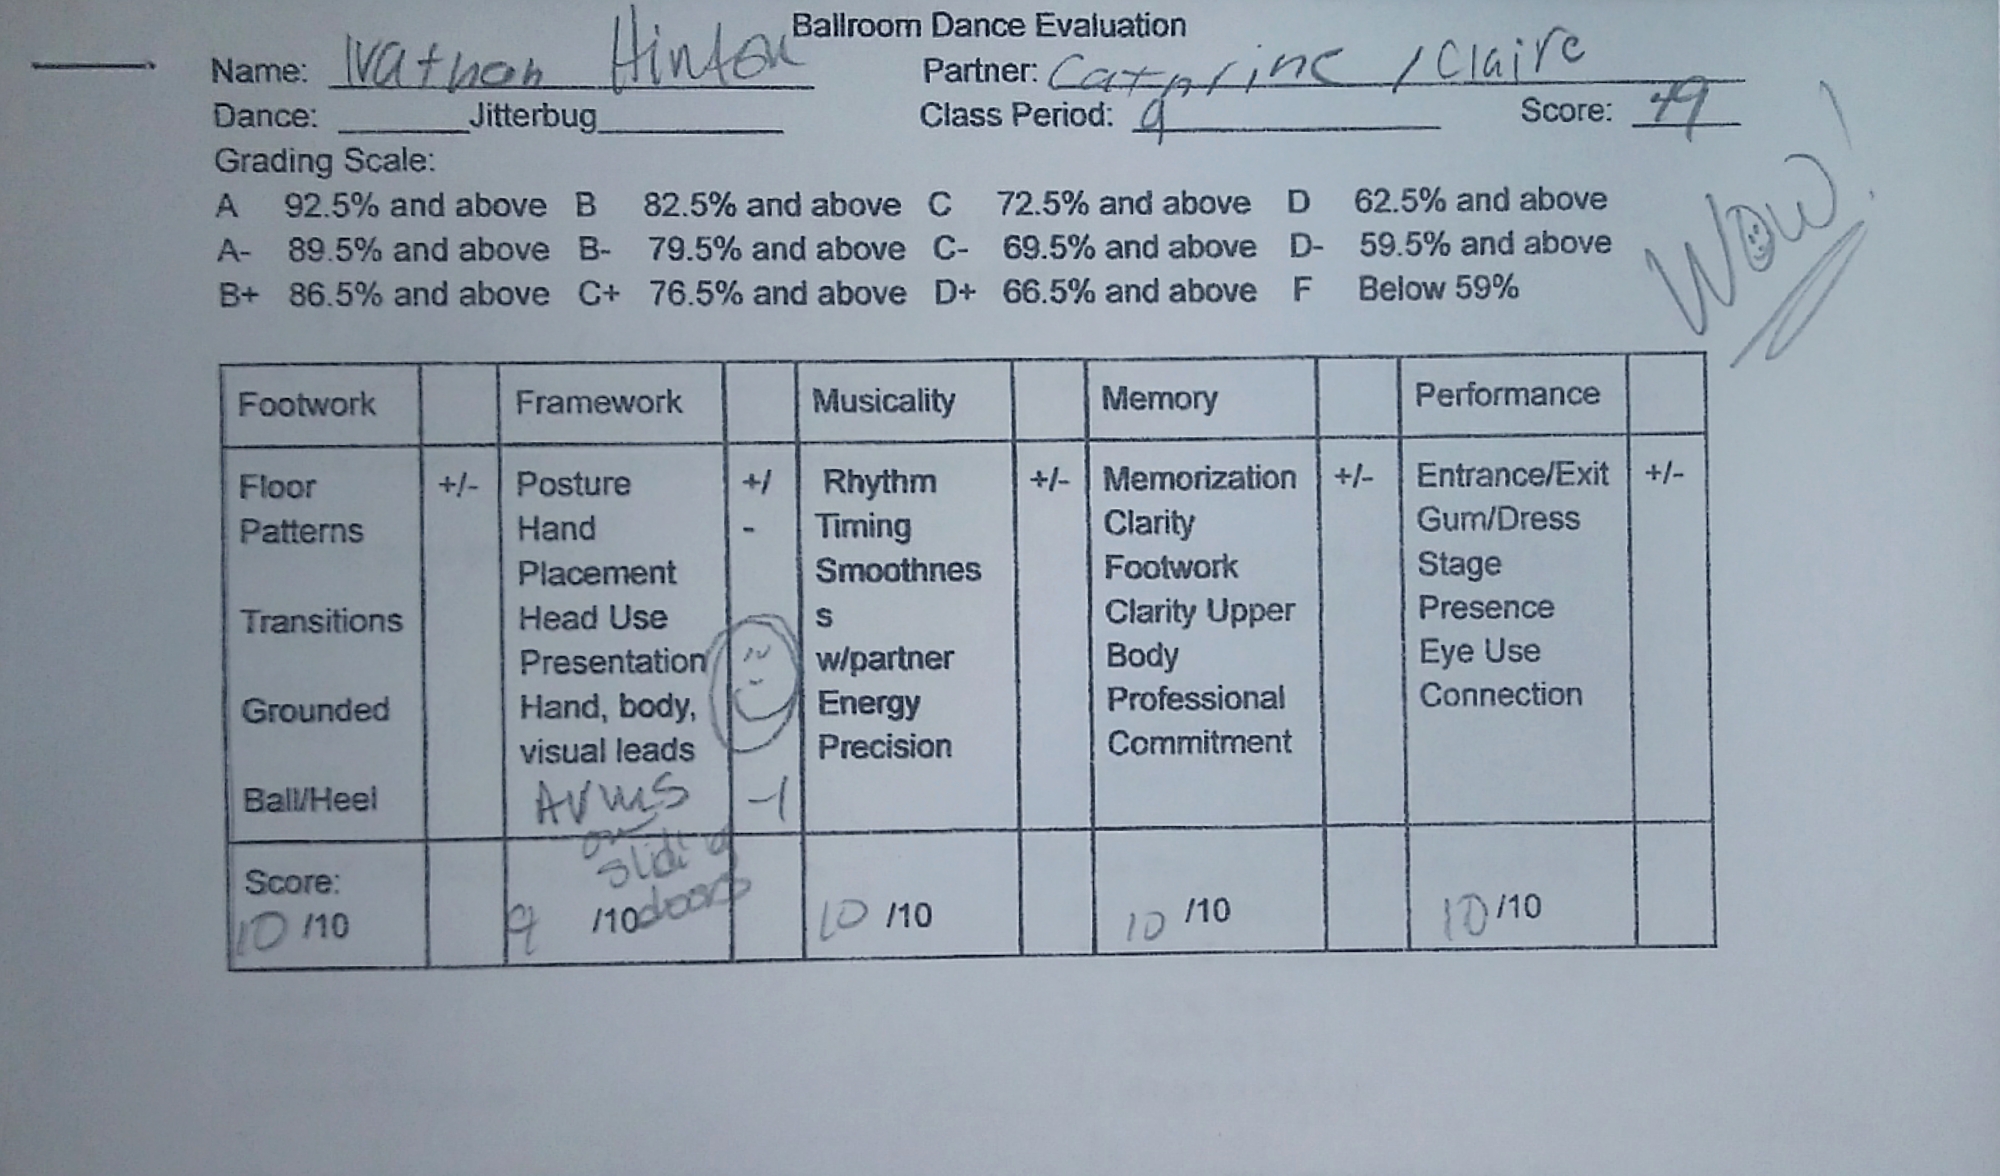 Ballroom Dance Evaluation
Name: Nathan Hinton Partner: Catprinc / Claire
Dance: Jitterbug Class Period: 9 Score: 49
Grading Scale:
A 92.5% and above B 82.5% and above C 72.5% and above D 62.5% and above
A- 89.5% and above B- 79.5% and above C- 69.5% and above D- 59.5% and above
B+ 86.5% and above C+ 76.5% and above D+ 66.5% and above F Below 59%
Wow!
Footwork Framework Musicality Memory Performance
Floor +/- Posture +/ Rhythm +/- Memorization +/- Entrance/Exit +/-
Patterns Hand - Timing Clarity Gum/Dress
Placement Smoothnes Footwork Stage
Transitions Head Use s Clarity Upper Presence
Presentation w/partner Body Eye Use
Grounded Hand, body, Energy Professional Connection
visual leads Precision Commitment
Ball/Heel Arms -1
on
sliding
doors
Score:
10 /10 9 /10 10 /10 10 /10 10 /10